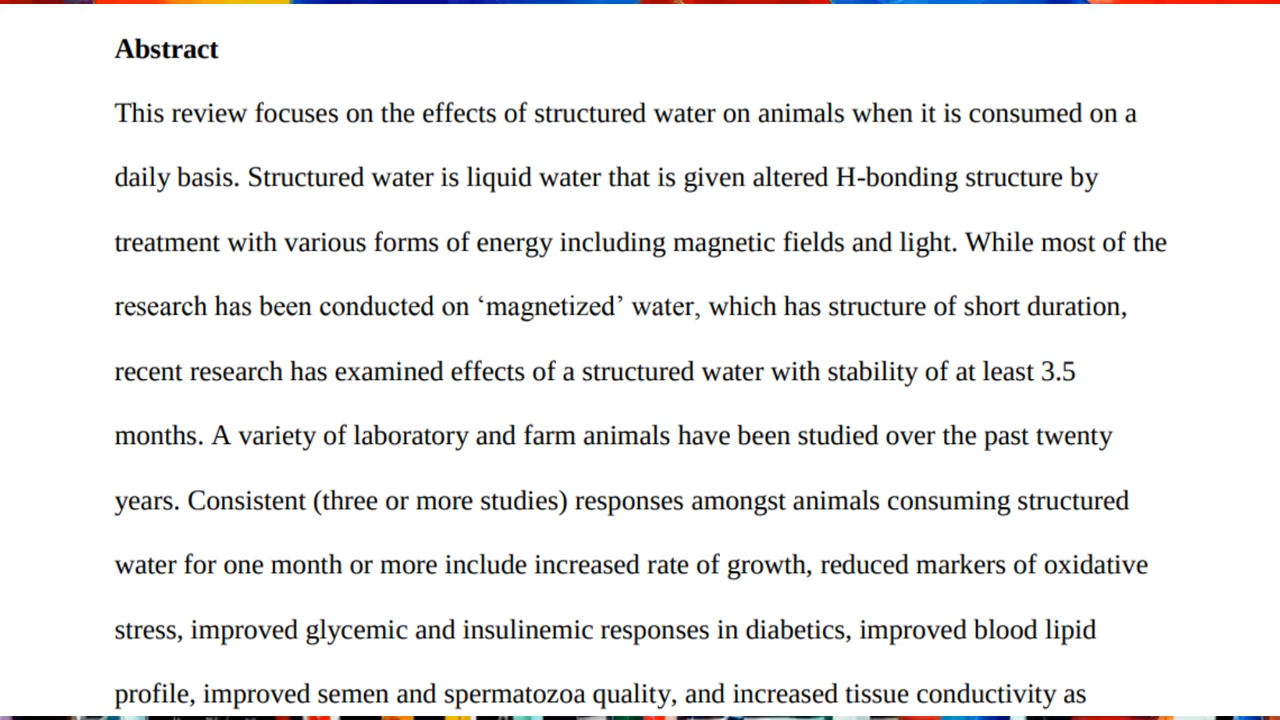 Abstract
This review focuses on the effects of structured water on animals when it is consumed on a
daily basis. Structured water is liquid water that is given altered H-bonding structure by
treatment with various forms of energy including magnetic fields and light. While most of the
research has been conducted on ‘magnetized’ water, which has structure of short duration,
recent research has examined effects of a structured water with stability of at least 3.5
months. A variety of laboratory and farm animals have been studied over the past twenty
years. Consistent (three or more studies) responses amongst animals consuming structured
water for one month or more include increased rate of growth, reduced markers of oxidative
stress, improved glycemic and insulinemic responses in diabetics, improved blood lipid
profile, improved semen and spermatozoa quality, and increased tissue conductivity as